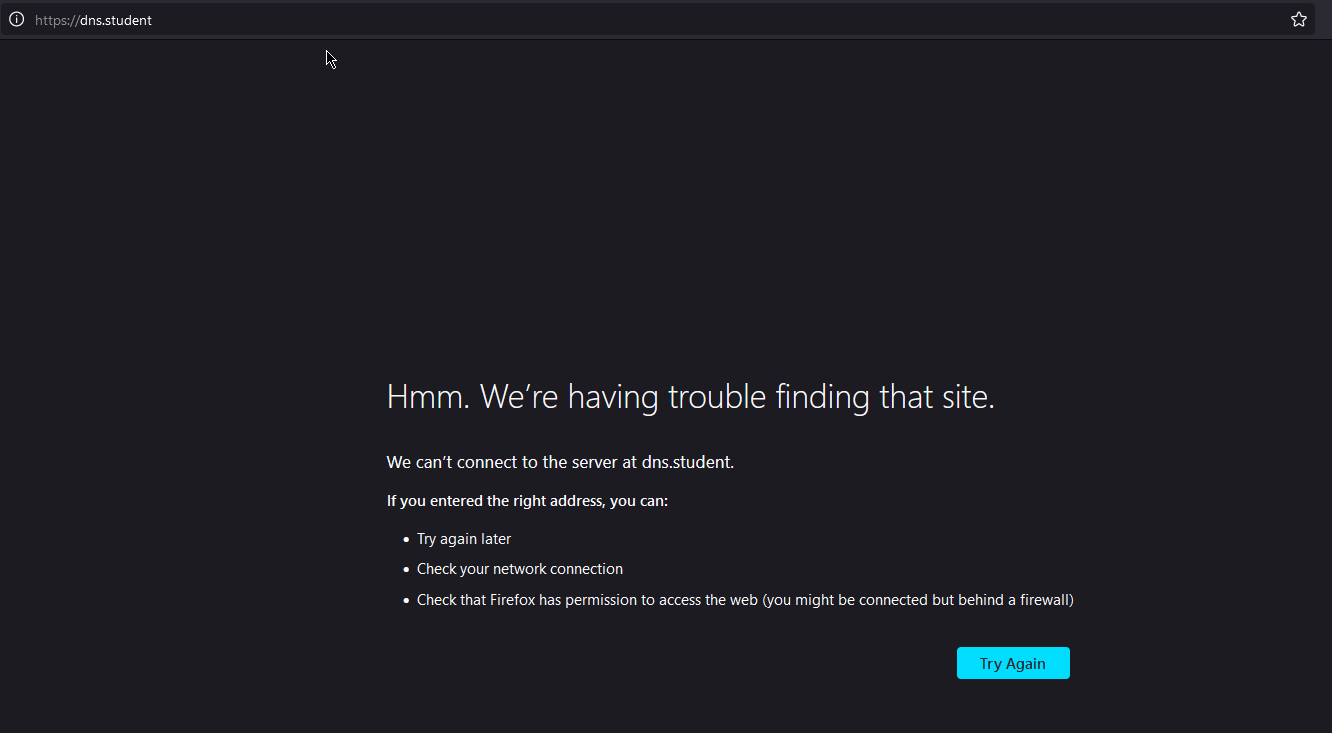 https://dns.student
Hmm. We’re having trouble finding that site.
We can’t connect to the server at dns.student.
If you entered the right address, you can:
• Try again later
• Check your network connection
• Check that Firefox has permission to access the web (you might be connected but behind a firewall)
Try Again